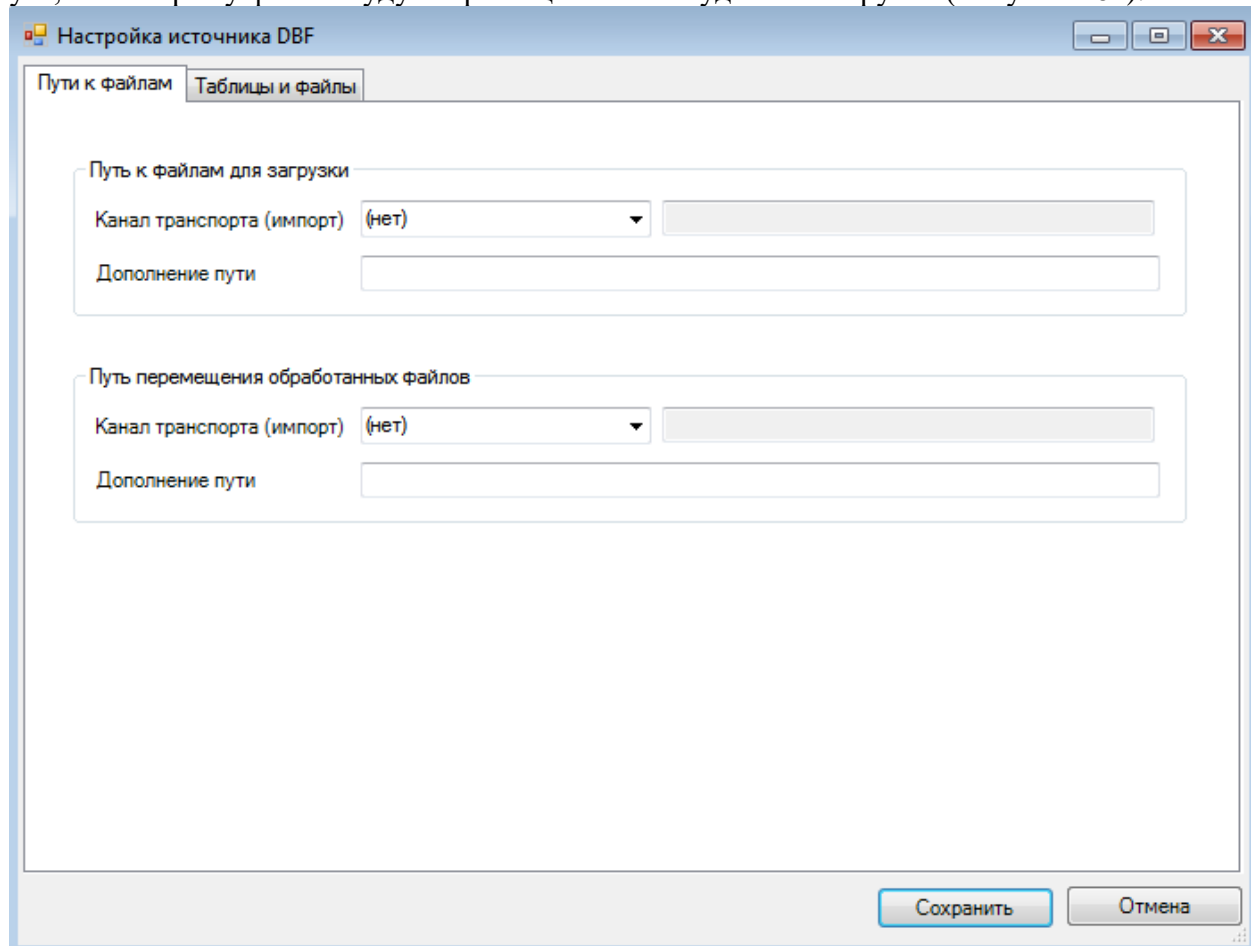 Настройка источника DBF
Пути к файлам
Таблицы и файлы
Путь к файлам для загрузки
Канал транспорта (импорт) (нет)
Дополнение пути
Путь перемещения обработанных файлов
Канал транспорта (импорт) (нет)
Дополнение пути
Сохранить Отмена